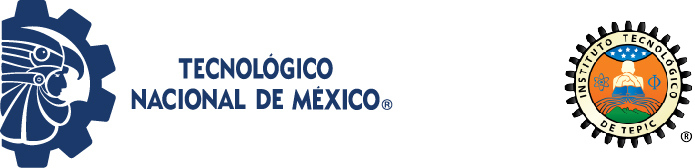 TECNOLÓGICO
NACIONAL DE MÉXICO®
INSTITUTO TECNOLÓGICO
DE TEPIC
®